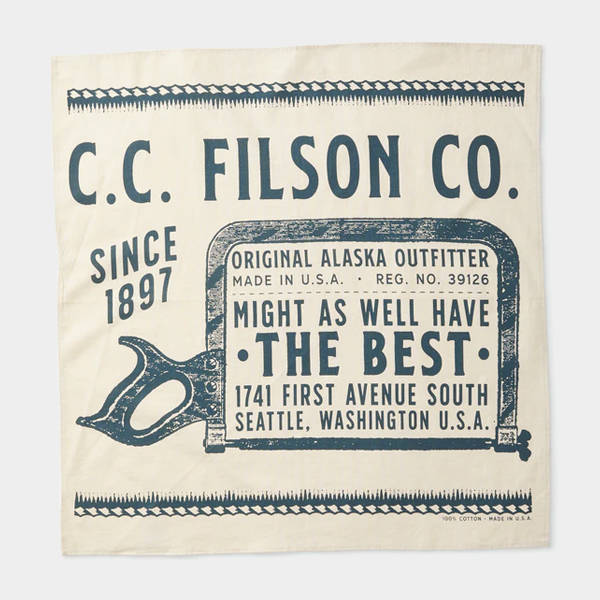 C.C. FILSON CO.
SINCE
1897
ORIGINAL ALASKA OUTFITTER
MADE IN U.S.A. · REG. NO. 39126
MIGHT AS WELL HAVE
·THE BEST·
1741 FIRST AVENUE SOUTH
SEATTLE, WASHINGTON U.S.A.
100% COTTON - MADE IN U.S.A.